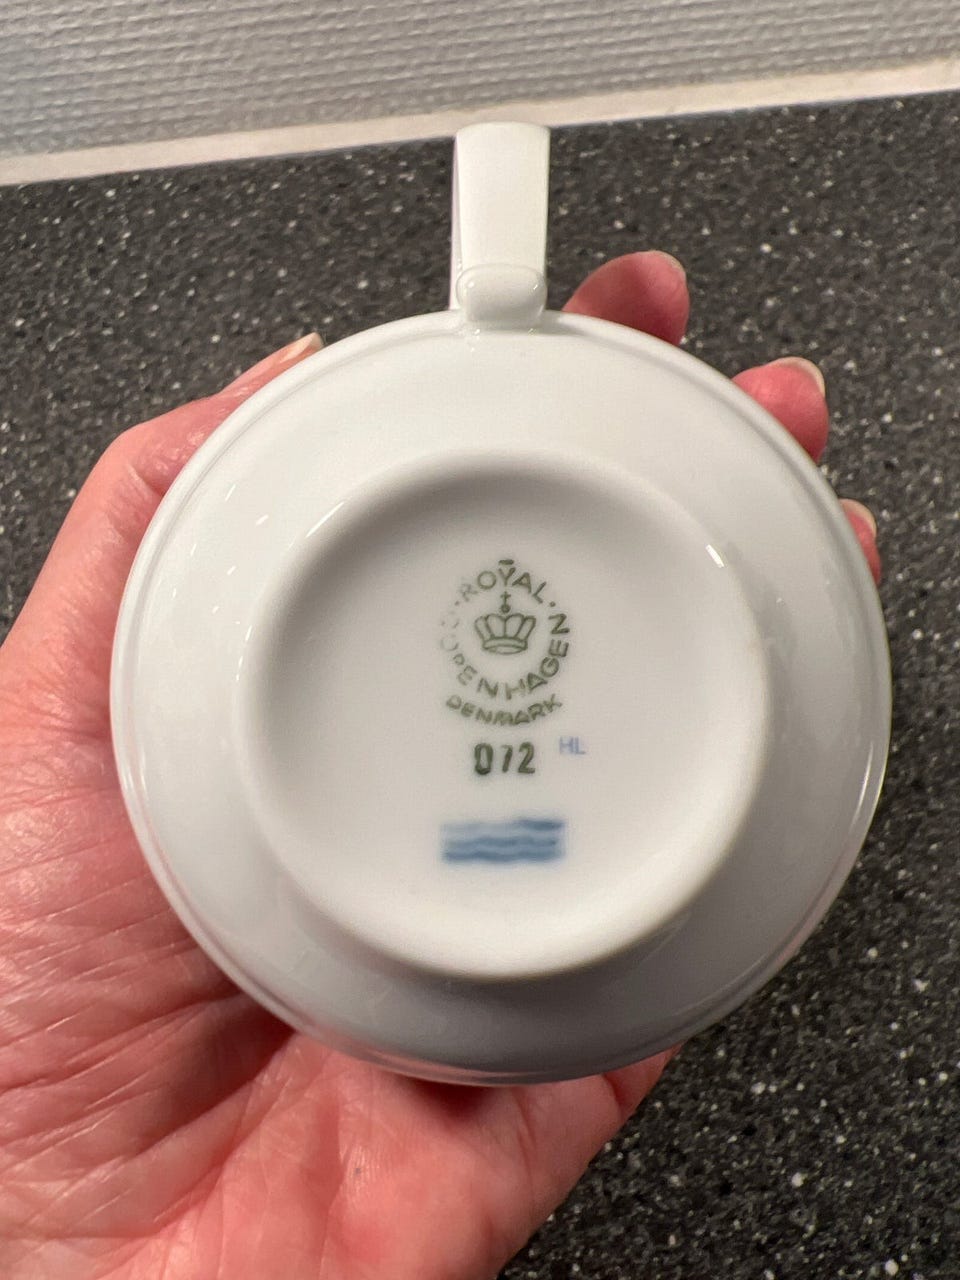 ROYAL
COPENHAGEN
DENMARK
072 HL